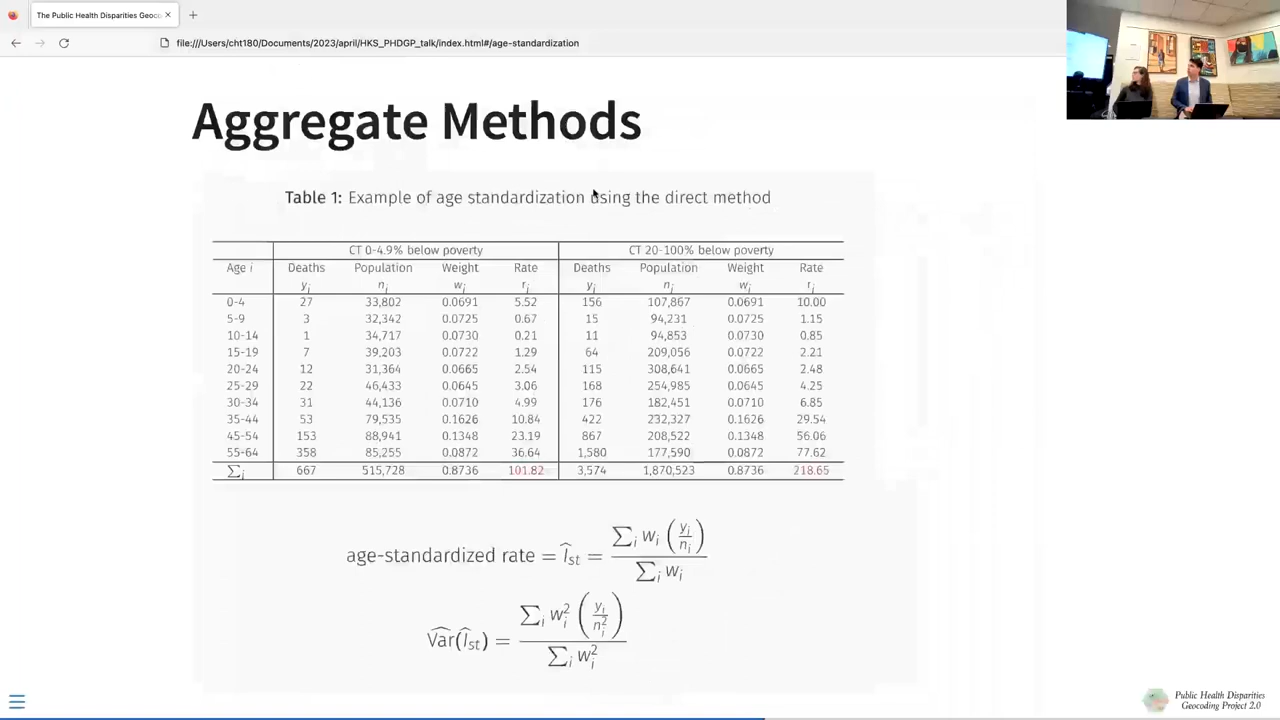 The Public Health Disparities Geoco
file:///Users/cht180/Documents/2023/april/HKS_PHDGP_talk/index.html#/age-standardization
Aggregate Methods
Table 1: Example of age standardization using the direct method
CT 0-4.9% below poverty CT 20-100% below poverty
Age i Deaths Population Weight Rate Deaths Population Weight Rate
yᵢ nᵢ wᵢ rᵢ yᵢ nᵢ wᵢ rᵢ
0-4 27 33,802 0.0691 5.52 156 107,867 0.0691 10.00
5-9 3 32,342 0.0725 0.67 15 94,231 0.0725 1.15
10-14 1 34,717 0.0730 0.21 11 94,853 0.0730 0.85
15-19 7 39,203 0.0722 1.29 64 209,056 0.0722 2.21
20-24 12 31,364 0.0665 2.54 115 308,641 0.0665 2.48
25-29 22 46,433 0.0645 3.06 168 254,985 0.0645 4.25
30-34 31 44,136 0.0710 4.99 176 182,451 0.0710 6.85
35-44 53 79,535 0.1626 10.84 422 232,327 0.1626 29.54
45-54 153 88,941 0.1348 23.19 867 208,522 0.1348 56.06
55-64 358 85,255 0.0872 36.64 1,580 177,590 0.0872 77.62
∑ᵢ 667 515,728 0.8736 101.82 3,574 1,870,523 0.8736 218.65
age-standardized rate = Î_st = ∑ᵢ wᵢ (yᵢ/nᵢ) / ∑ᵢ wᵢ
Var̂(Î_st) = ∑ᵢ wᵢ² (yᵢ/nᵢ²) / ∑ᵢ wᵢ²
Public Health Disparities
Geocoding Project 2.0